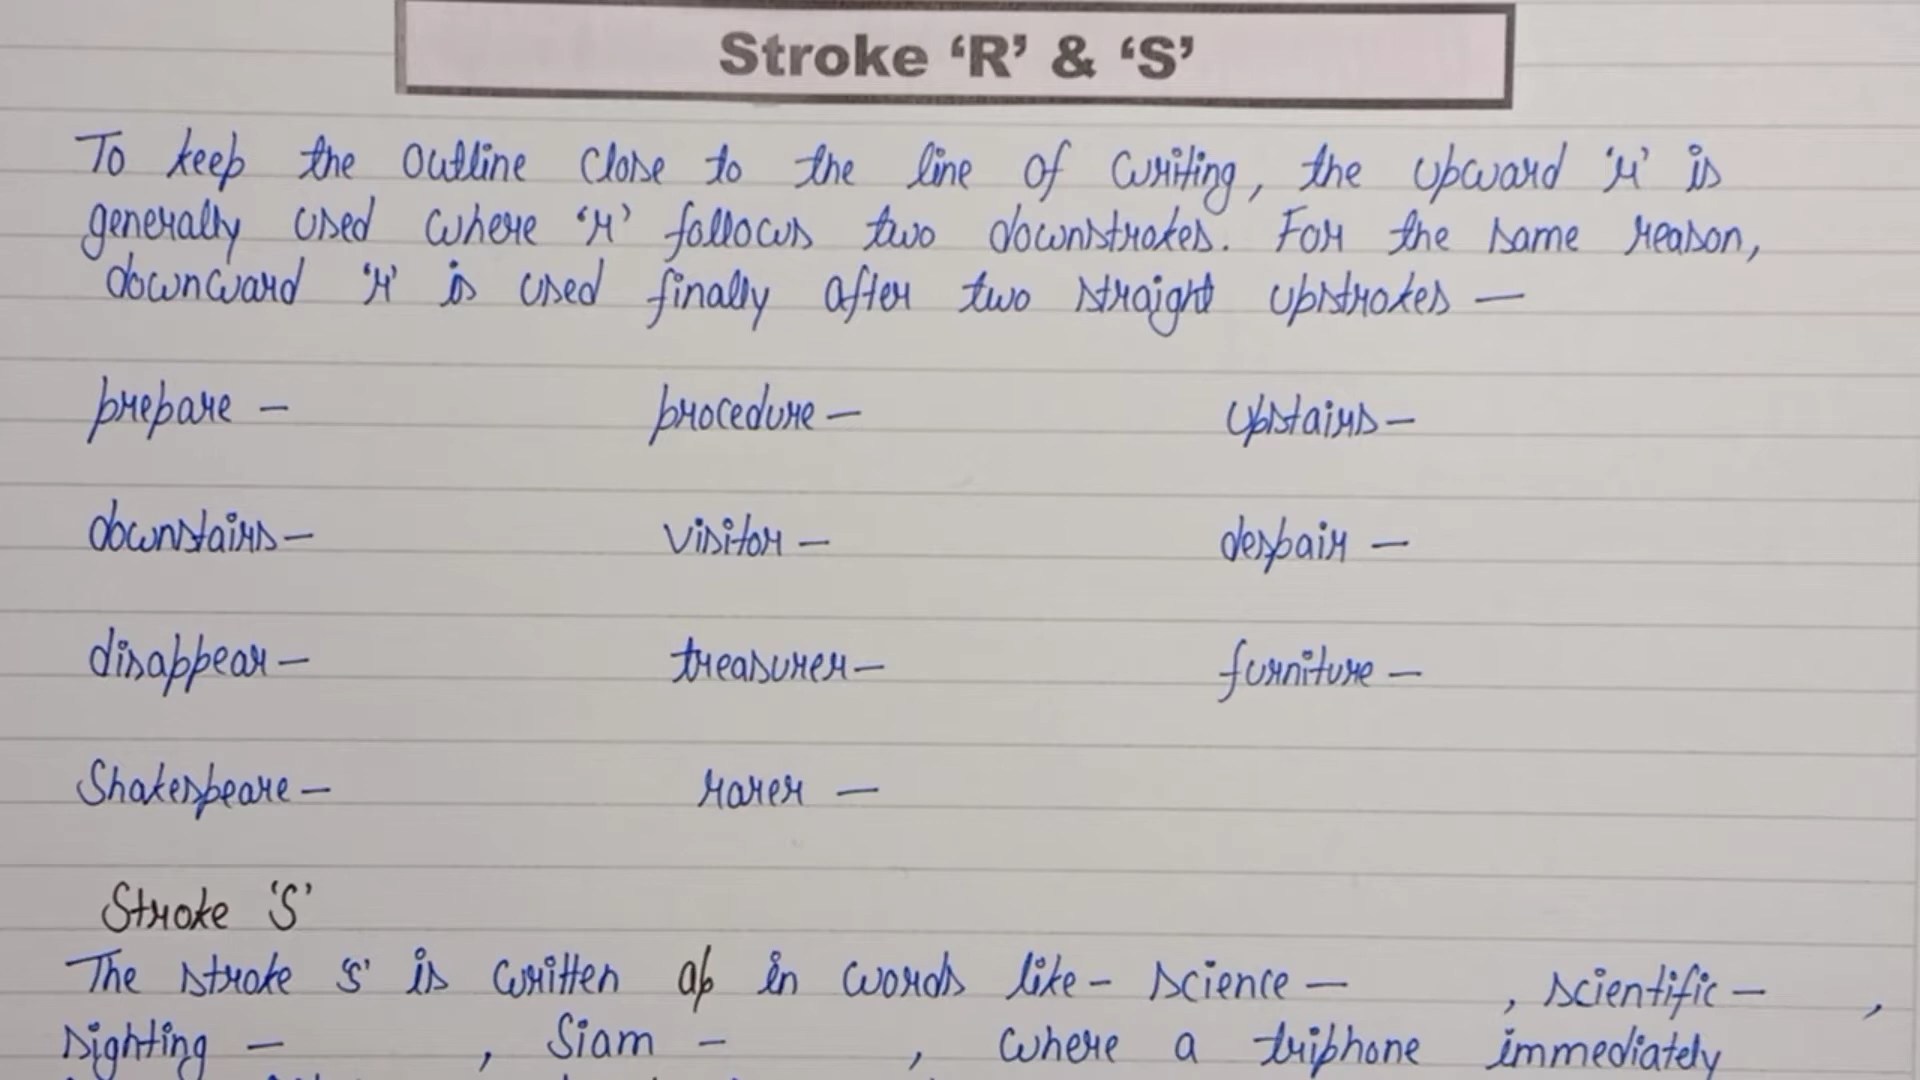 Stroke ‘R’ & ‘S’
To keep the outline close to the line of writing, the upward ‘r’ is
generally used where ‘r’ follows two downstrokes. For the same reason,
downward ‘r’ is used finally after two straight upstrokes —
prepare — procedure — upstairs —
downstairs — visitor — despair —
disappear — treasurer — furniture —
Shakespeare — rarer —
Stroke ‘S’
The stroke ‘s’ is written in words like - science — , scientific — ,
sighting — , Siam — , where a triphone immediately